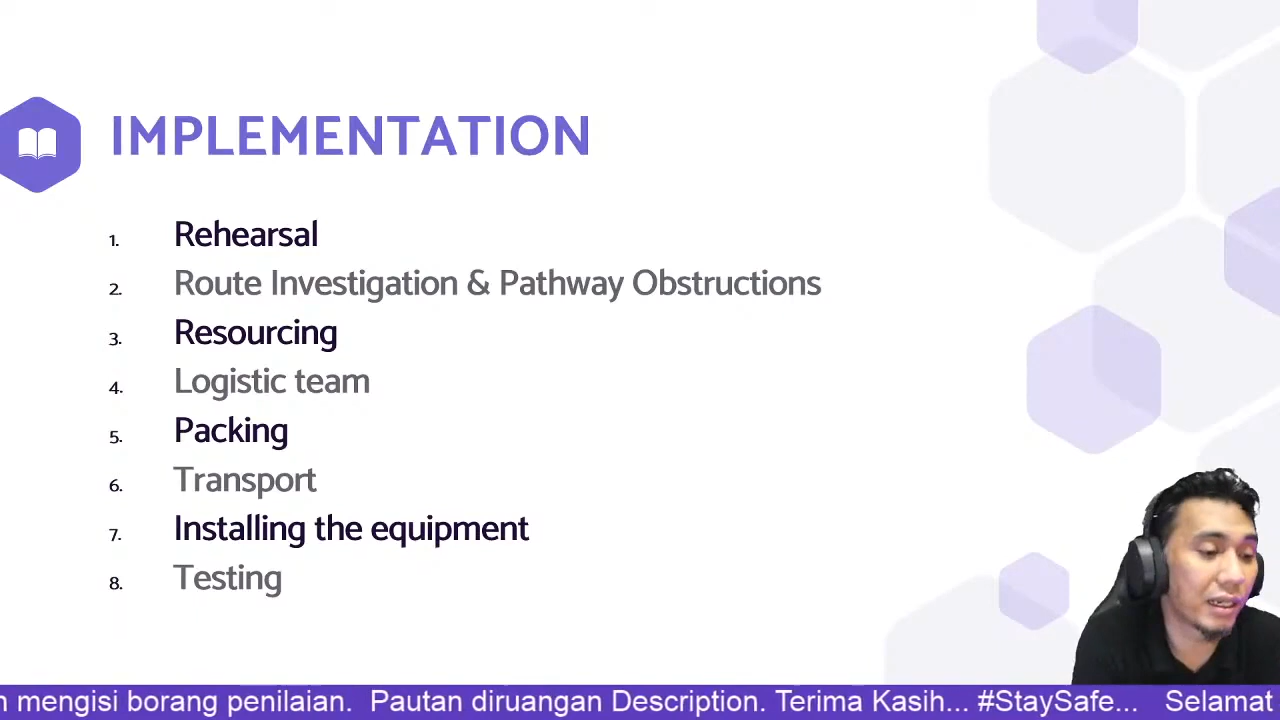 IMPLEMENTATION
1. Rehearsal
2. Route Investigation & Pathway Obstructions
3. Resourcing
4. Logistic team
5. Packing
6. Transport
7. Installing the equipment
8. Testing
mengisi borang penilaian. Pautan diruangan Description. Terima Kasih... #StaySafe... Selamat